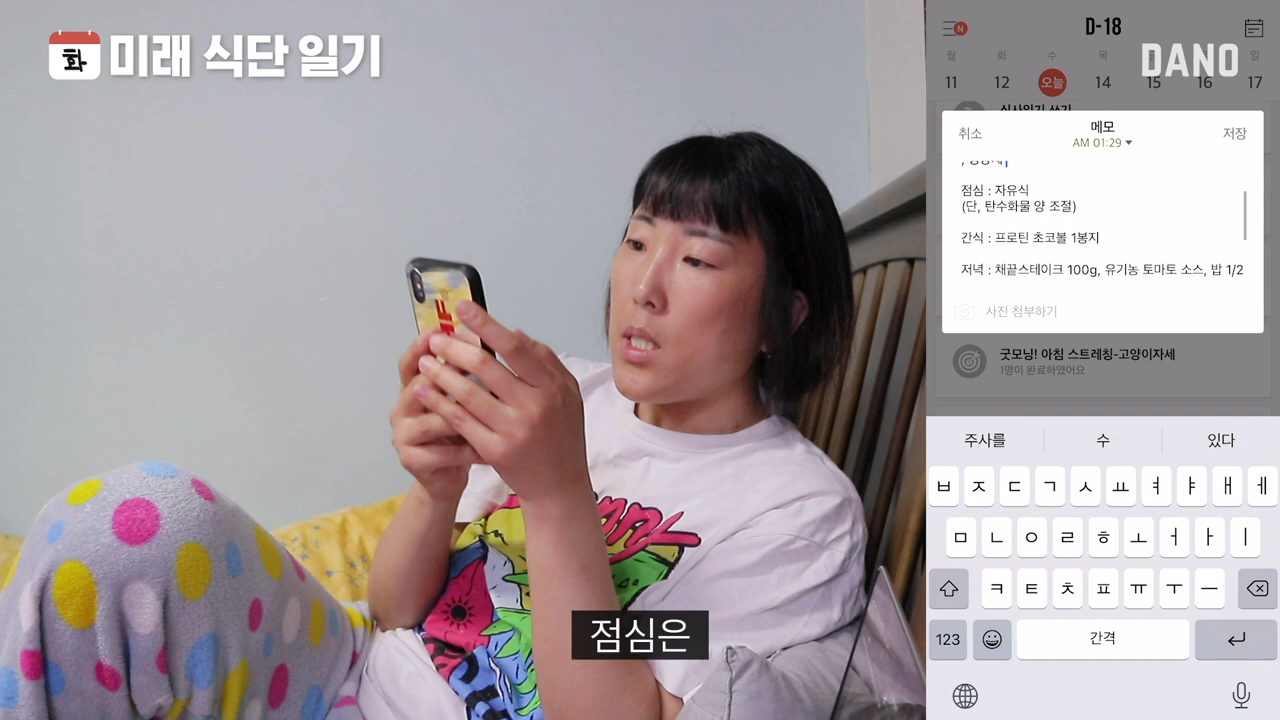 화 미래 식단 일기
점심은
N
D-18
DANO
월 화 수 목 일
11 12 오늘 14 15 16 17
취소 메모 저장
AM 01:29
점심 : 자유식
(단, 탄수화물 양 조절)
간식 : 프로틴 초코볼 1봉지
저녁 : 채끝스테이크 100g, 유기농 토마토 소스, 밥 1/2
사진 첨부하기
굿모닝! 아침 스트레칭-고양이자세
1명이 완료하였어요
주사를 수 있다
ㅂ ㅈ ㄷ ㄱ ㅅ ㅛ ㅕ ㅑ ㅐ ㅔ
ㅁ ㄴ ㅇ ㄹ ㅎ ㅗ ㅓ ㅏ ㅣ
ㅋ ㅌ ㅊ ㅍ ㅠ ㅜ ㅡ
123 간격